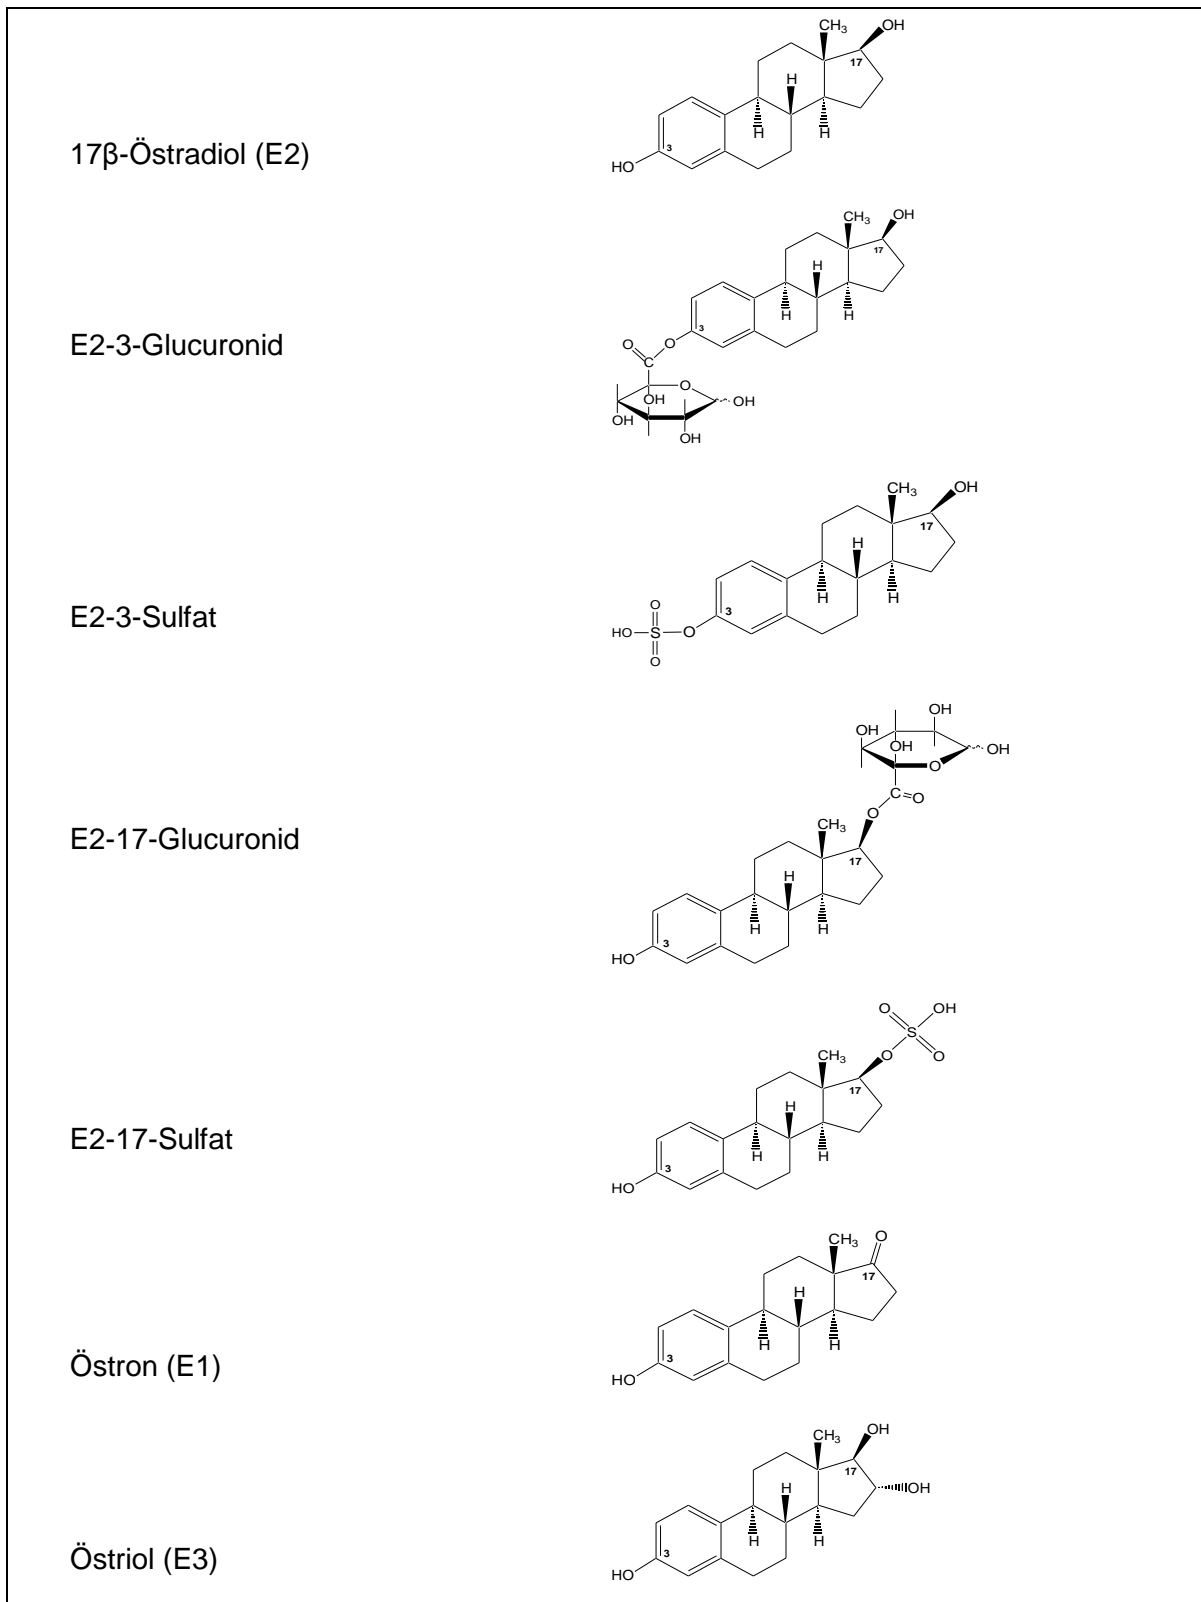 CH3 OH
17
H
17β-Östradiol (E2)
H H
3
HO
CH3 OH
17
H
H H
E2-3-Glucuronid
3
O O
C
O
OH OH
OH
OH
CH3 OH
17
H
H H
E2-3-Sulfat
3
O
HO S O
O
OH
OH
OH OH
O
C O
O
CH3
E2-17-Glucuronid
17
H
H H
3
HO
O OH
S
O O
CH3
17
H
E2-17-Sulfat
H H
3
HO
O
CH3
17
H
H H
Östron (E1)
3
HO
OH
CH3
17
H OH
H H
Östriol (E3)
3
HO